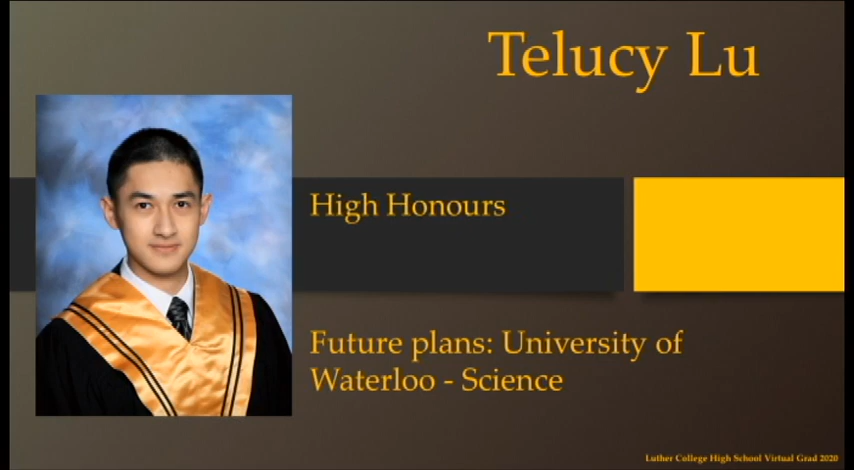 Telucy Lu
High Honours
Future plans: University of
Waterloo - Science
Luther College High School Virtual Grad 2020